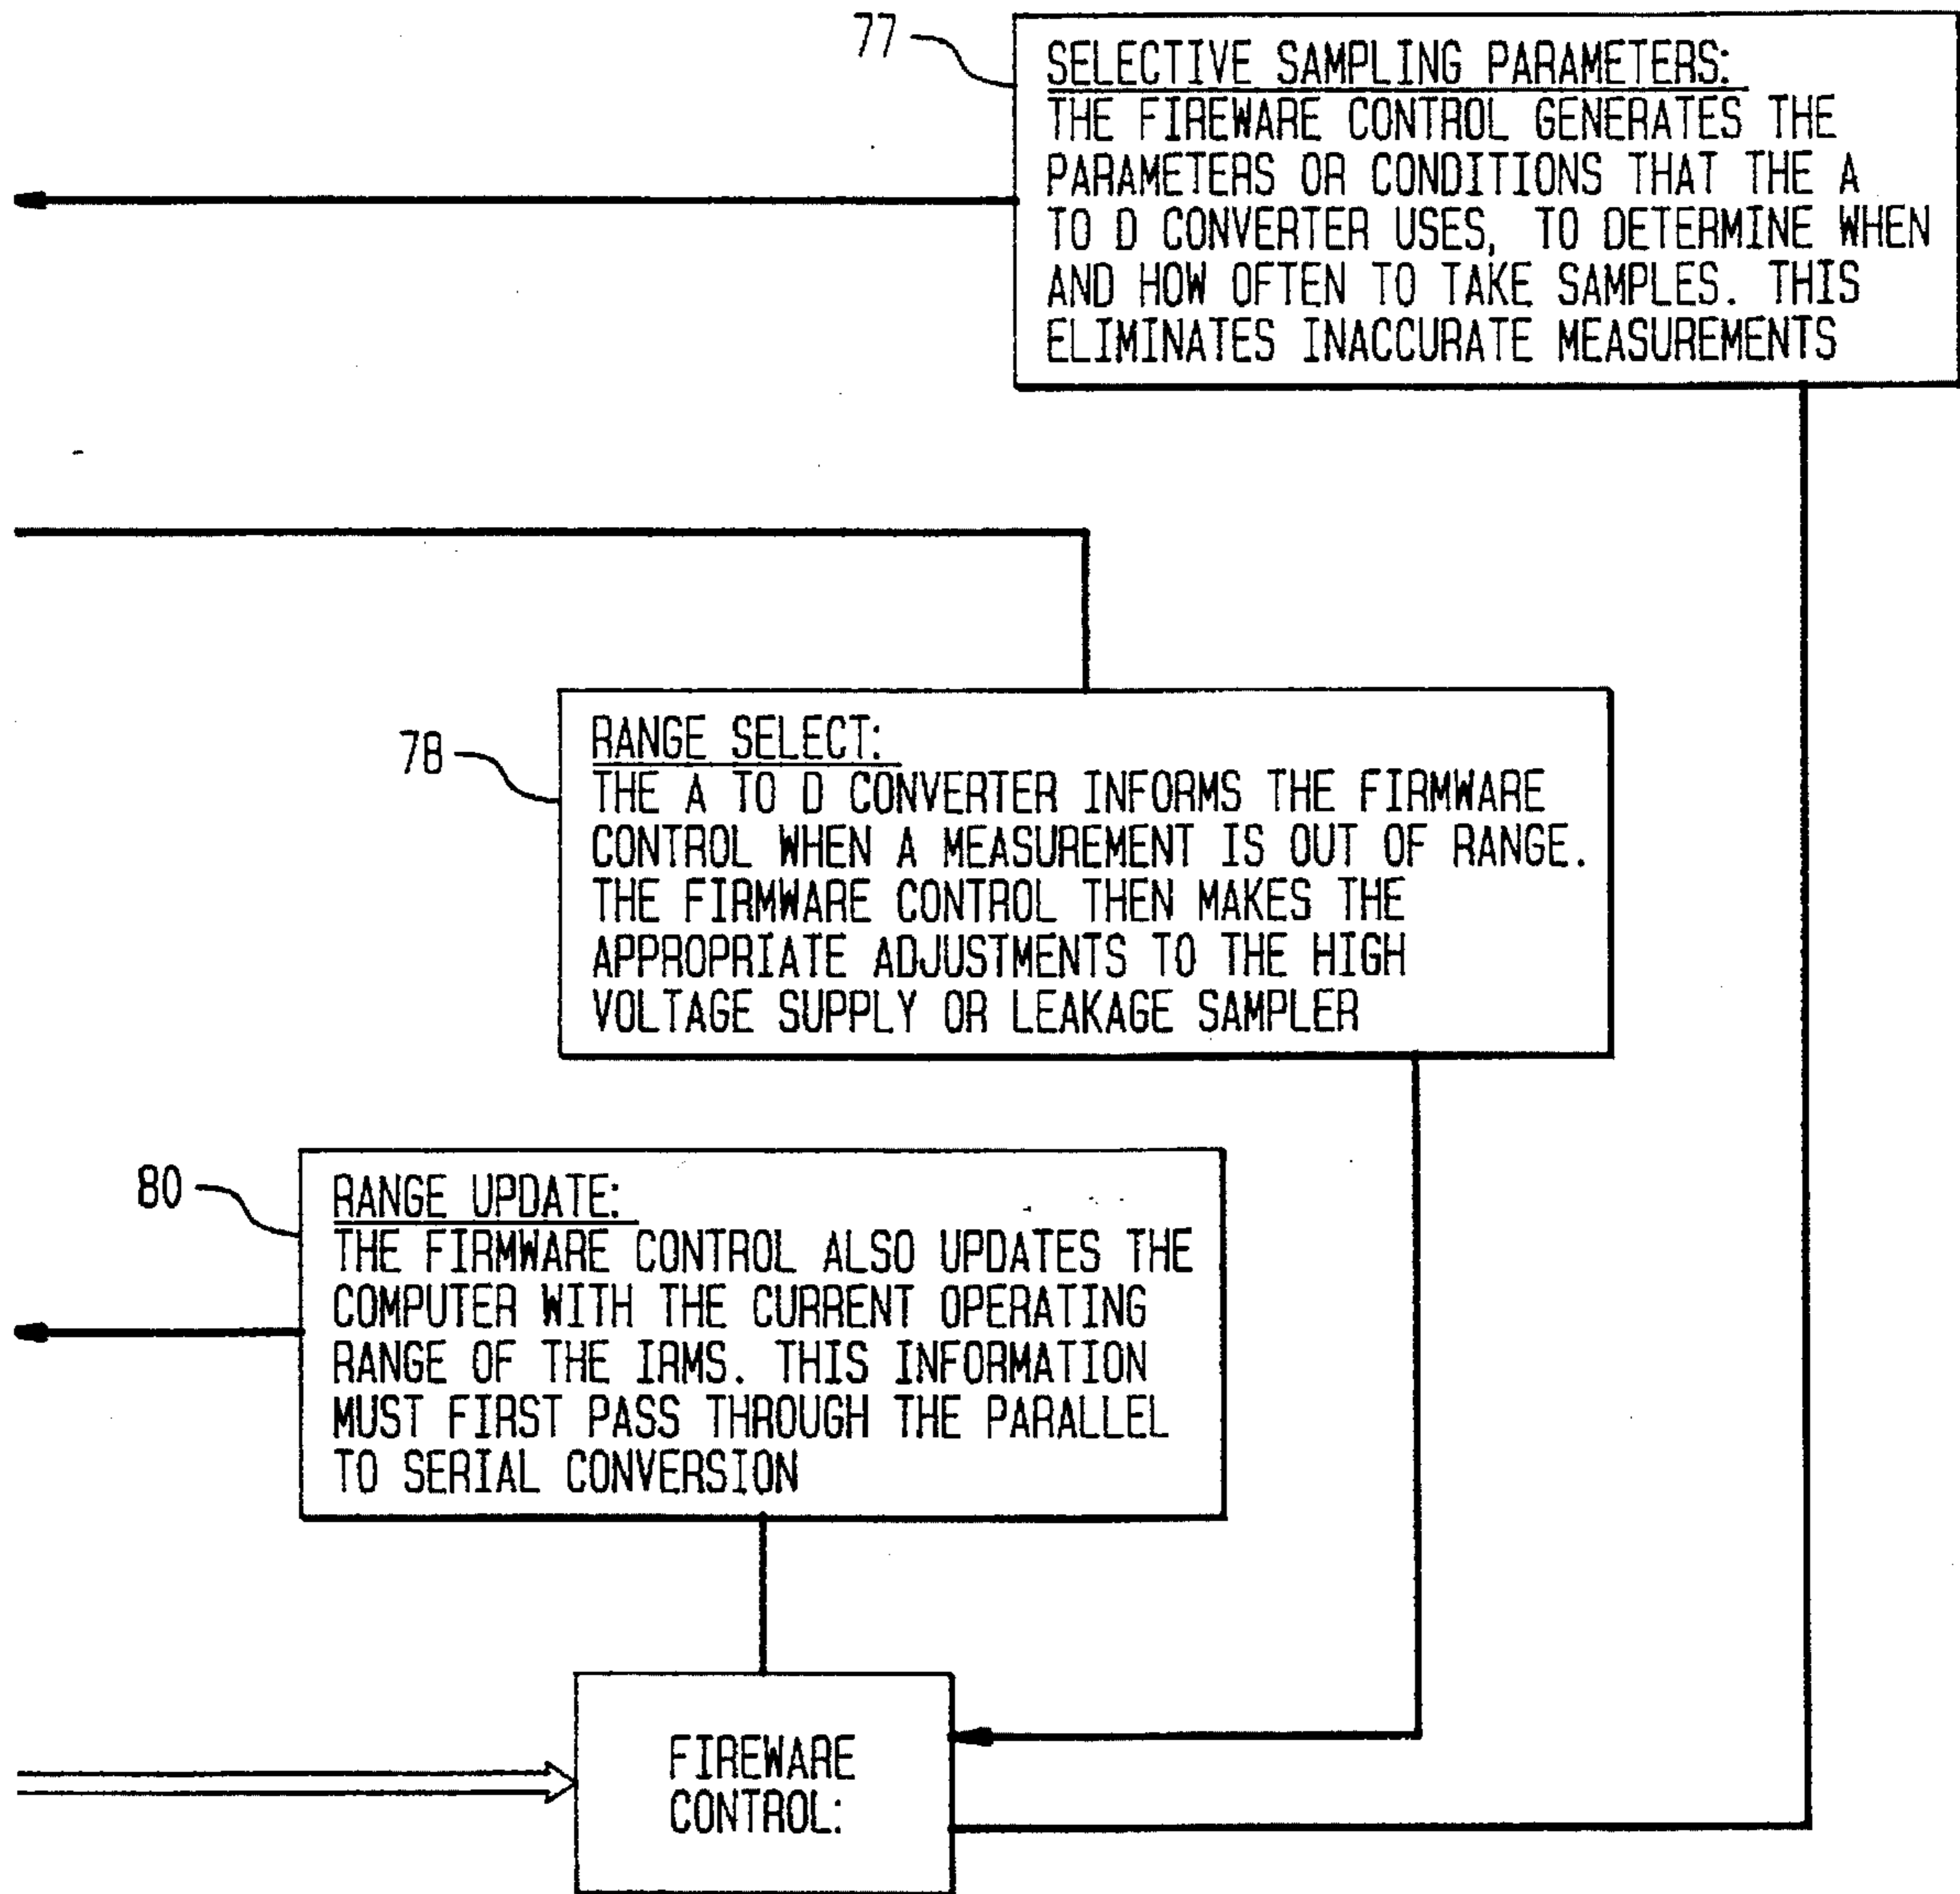 77
SELECTIVE SAMPLING PARAMETERS:
THE FIREWARE CONTROL GENERATES THE
PARAMETERS OR CONDITIONS THAT THE A
TO D CONVERTER USES, TO DETERMINE WHEN
AND HOW OFTEN TO TAKE SAMPLES. THIS
ELIMINATES INACCURATE MEASUREMENTS
78
RANGE SELECT:
THE A TO D CONVERTER INFORMS THE FIRMWARE
CONTROL WHEN A MEASUREMENT IS OUT OF RANGE.
THE FIRMWARE CONTROL THEN MAKES THE
APPROPRIATE ADJUSTMENTS TO THE HIGH
VOLTAGE SUPPLY OR LEAKAGE SAMPLER
80
RANGE UPDATE:
THE FIRMWARE CONTROL ALSO UPDATES THE
COMPUTER WITH THE CURRENT OPERATING
RANGE OF THE IRMS. THIS INFORMATION
MUST FIRST PASS THROUGH THE PARALLEL
TO SERIAL CONVERSION
FIREWARE
CONTROL: